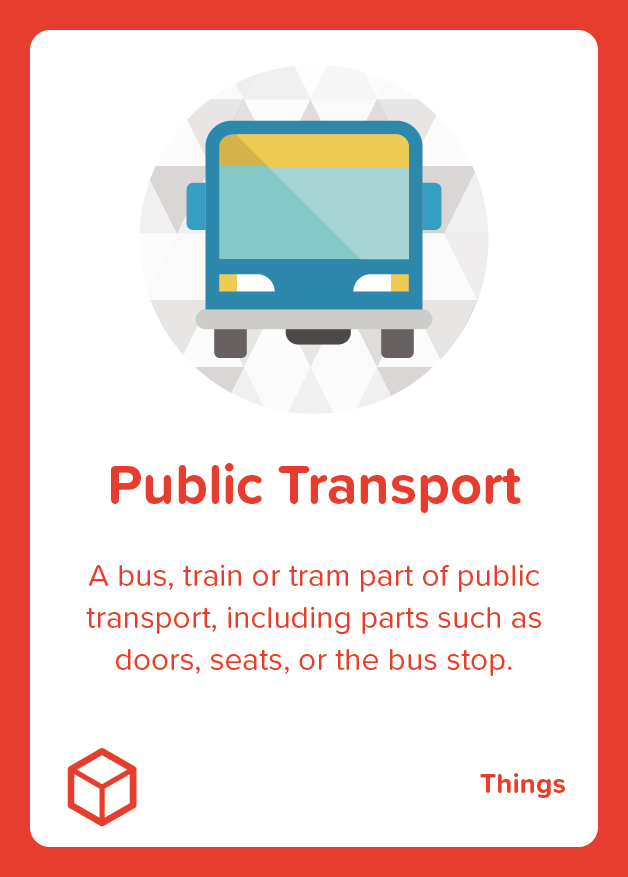 Public Transport
A bus, train or tram part of public
transport, including parts such as
doors, seats, or the bus stop.
Things